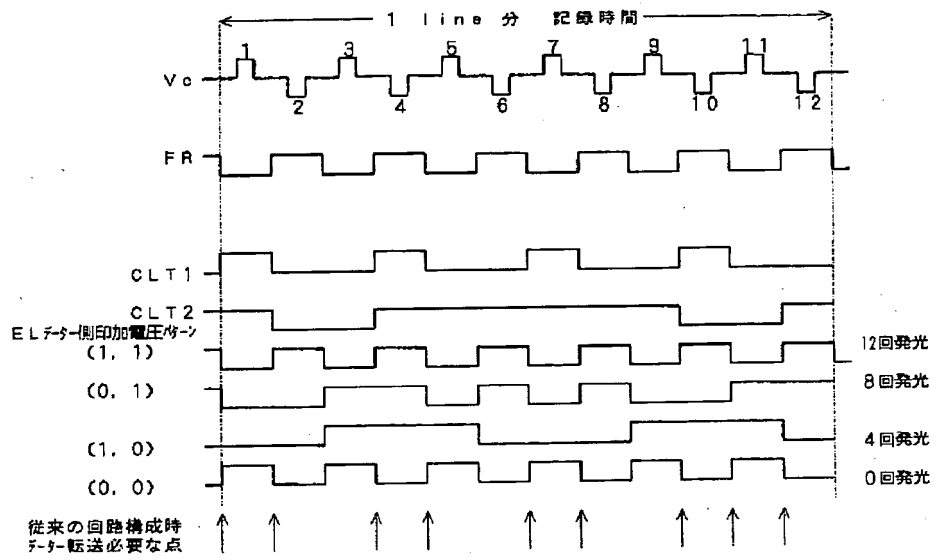 1 line 分 記録時間
1 3 5 7 9 11
Vc
2 4 6 8 10 12
FR
CLT1
CLT2
ELデーター側印加電圧パターン
(1, 1) 12回発光
(0, 1) 8回発光
(1, 0) 4回発光
(0, 0) 0回発光
従来の回路構成時
データー転送必要な点